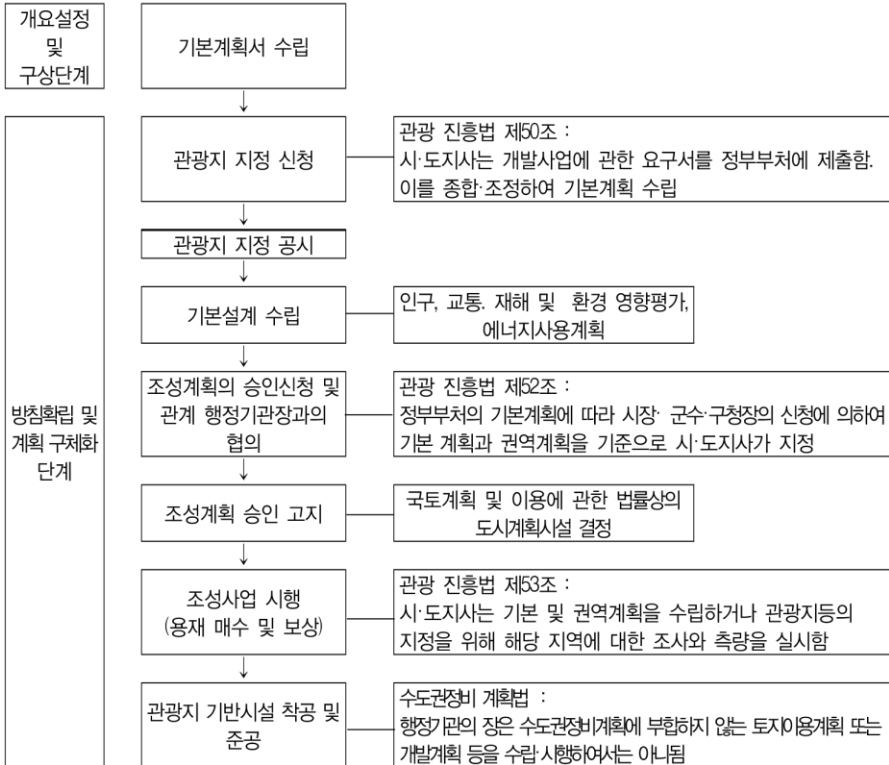 개요설정
및
구상단계
기본계획서 수립
방침확립 및
계획 구체화
단계
관광지 지정 신청
관광 진흥법 제50조 :
시·도지사는 개발사업에 관한 요구서를 정부부처에 제출함.
이를 종합·조정하여 기본계획 수립
관광지 지정 공시
기본설계 수립
인구, 교통. 재해 및 환경 영향평가,
에너지사용계획
조성계획의 승인신청 및
관계 행정기관장과의
협의
관광 진흥법 제52조 :
정부부처의 기본계획에 따라 시장· 군수·구청장의 신청에 의하여
기본 계획과 권역계획을 기준으로 시·도지사가 지정
조성계획 승인 고지
국토계획 및 이용에 관한 법률상의
도시계획시설 결정
조성사업 시행
(용재 매수 및 보상)
관광 진흥법 제53조 :
시·도지사는 기본 및 권역계획을 수립하거나 관광지등의
지정을 위해 해당 지역에 대한 조사와 측량을 실시함
관광지 기반시설 착공 및
준공
수도권정비 계획법 :
행정기관의 장은 수도권정비계획에 부합하지 않는 토지이용계획 또는
개발계획 등을 수립·시행하여서는 아니됨